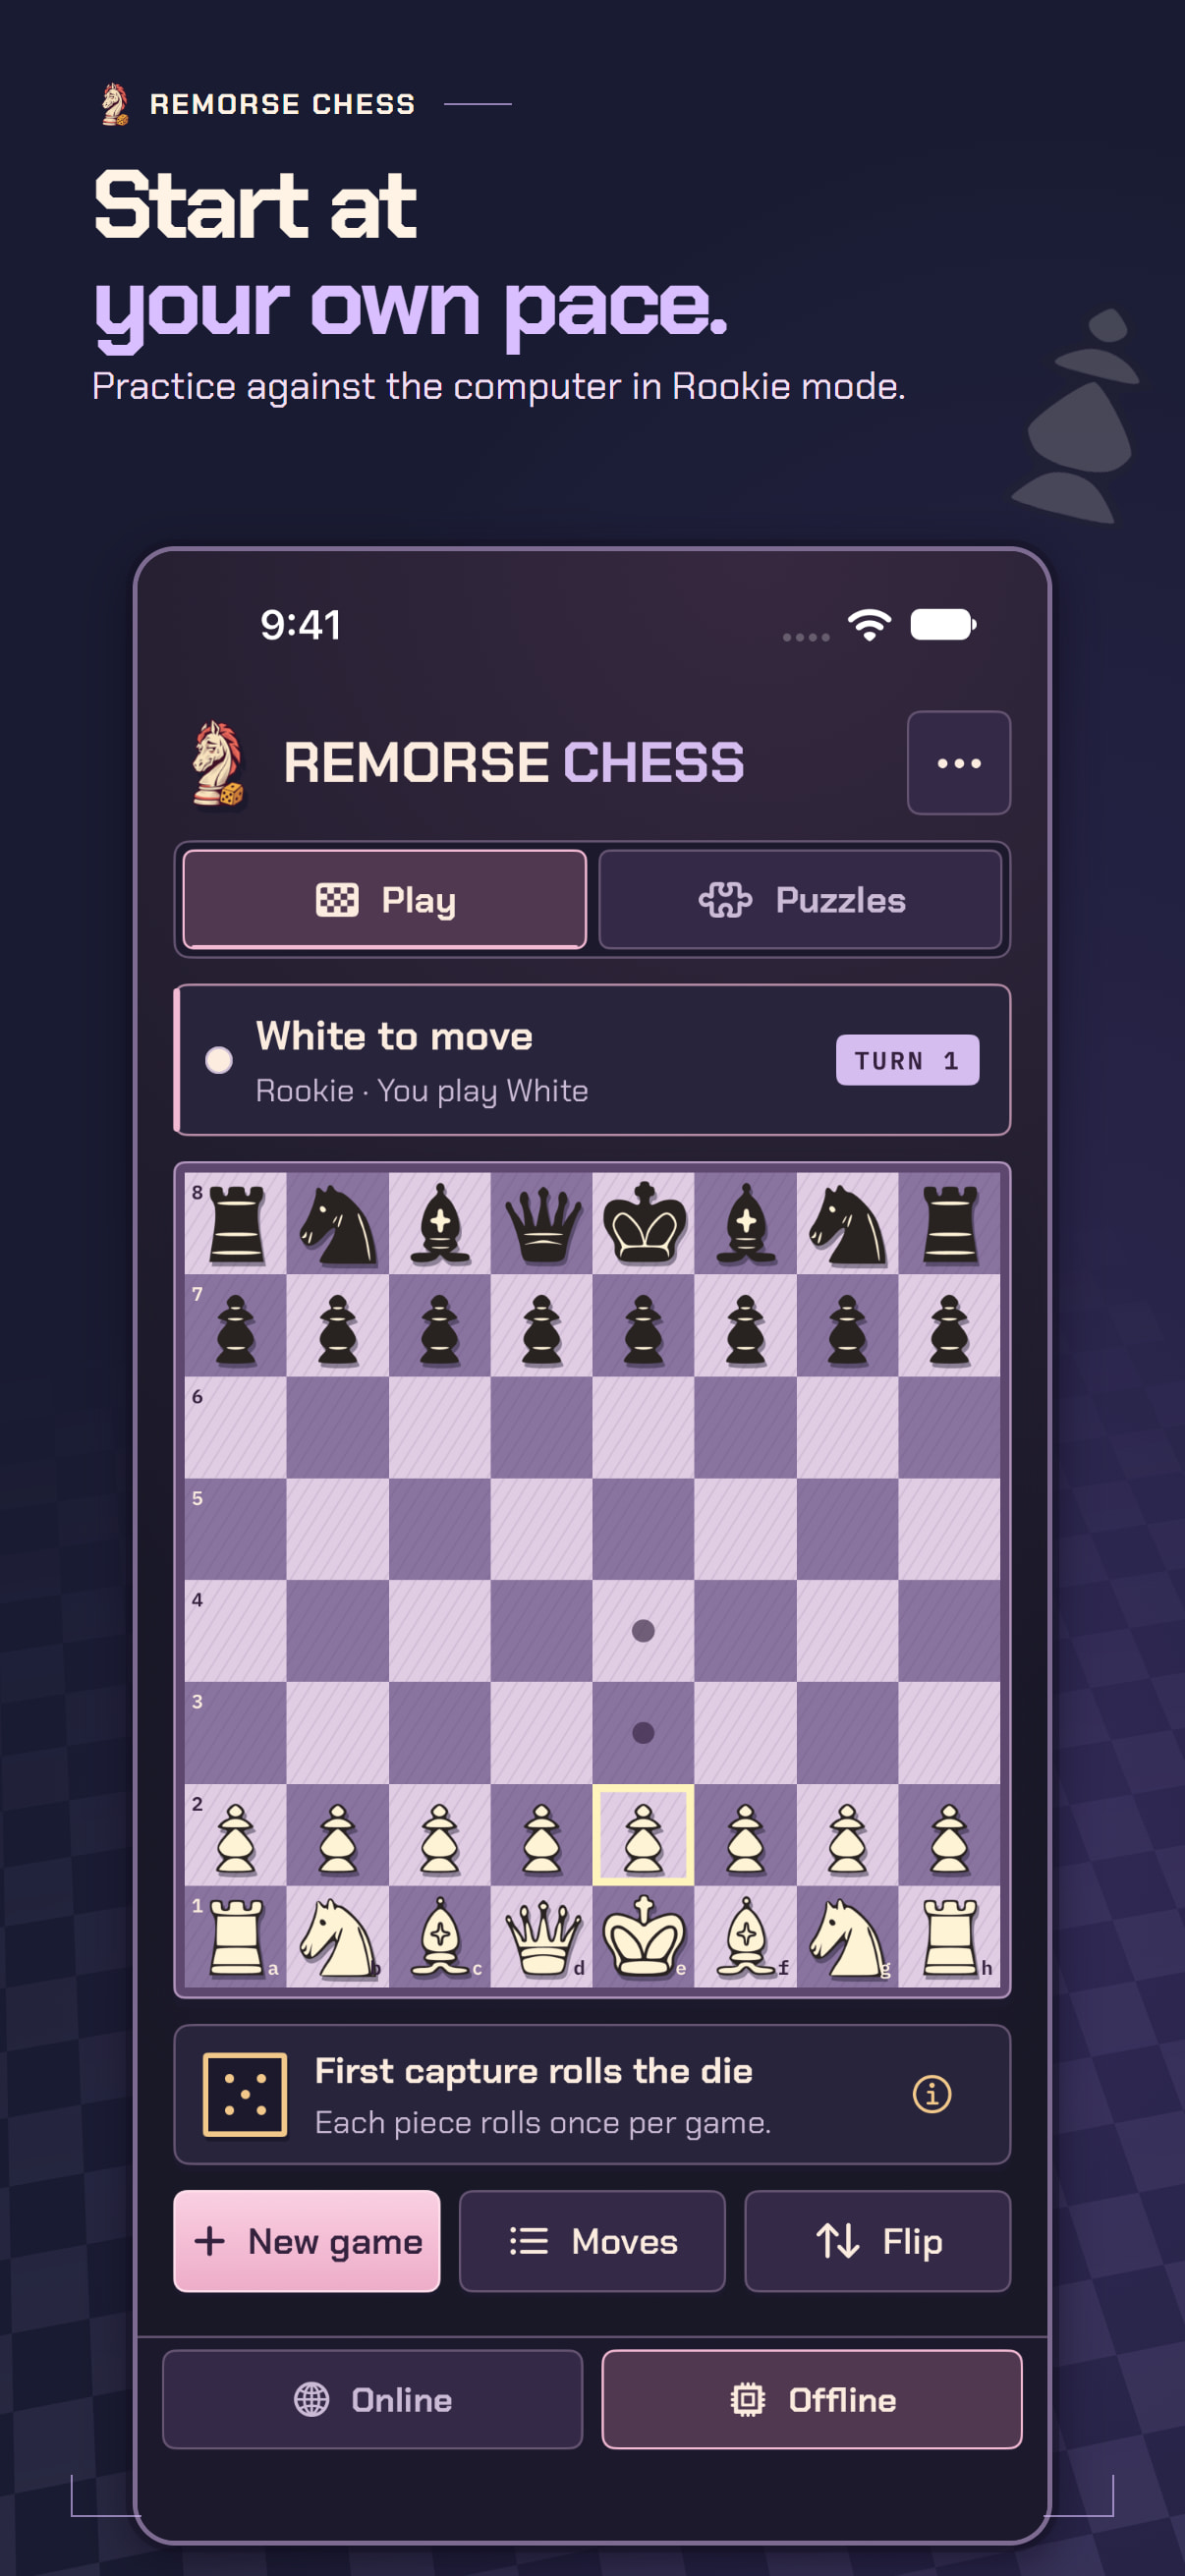 REMORSE CHESS
Start at
your own pace.
Practice against the computer in Rookie mode.
9:41
REMORSE CHESS
Play
Puzzles
White to move
Rookie · You play White
TURN 1
8
7
6
5
4
3
2
1
a b c d e f g h
First capture rolls the die
Each piece rolls once per game.
New game
Moves
Flip
Online
Offline